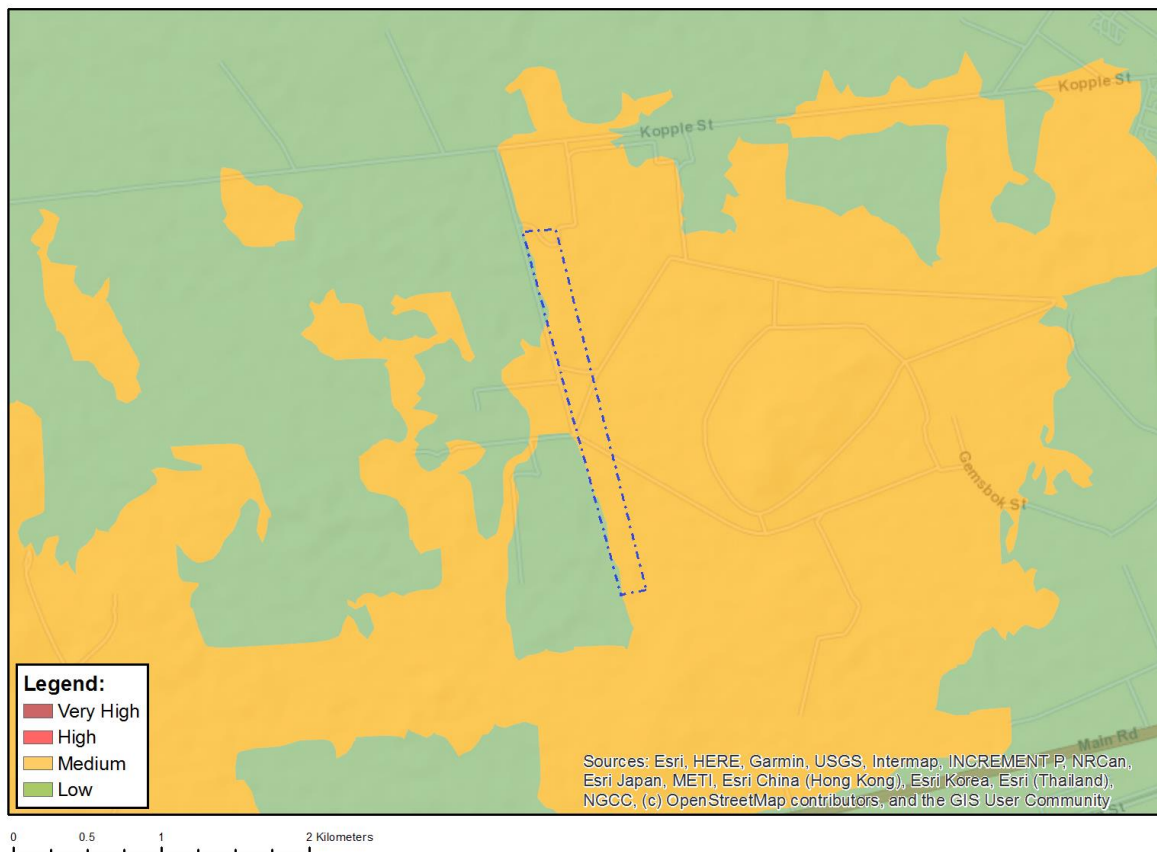 Kopple St
Kopple St
Gemsbok St
Main Rd
Legend:
Very High
High
Medium
Low
Sources: Esri, HERE, Garmin, USGS, Intermap, INCREMENT P, NRCan,
Esri Japan, METI, Esri China (Hong Kong), Esri Korea, Esri (Thailand),
NGCC, (c) OpenStreetMap contributors, and the GIS User Community
0 0.5 1 2 Kilometers